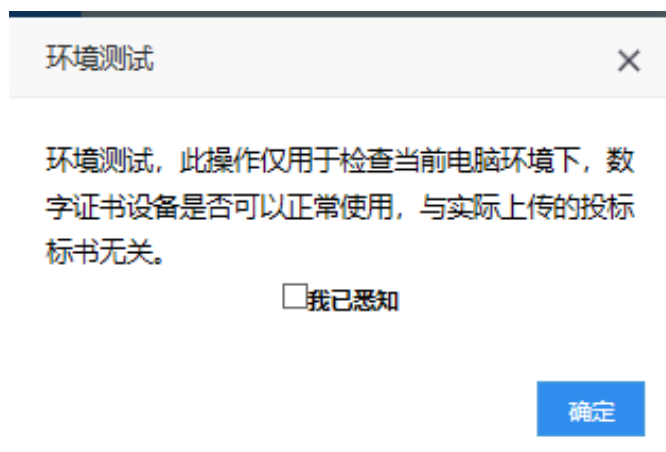 环境测试
环境测试，此操作仅用于检查当前电脑环境下，数
字证书设备是否可以正常使用，与实际上传的投标
标书无关。
我已悉知
确定